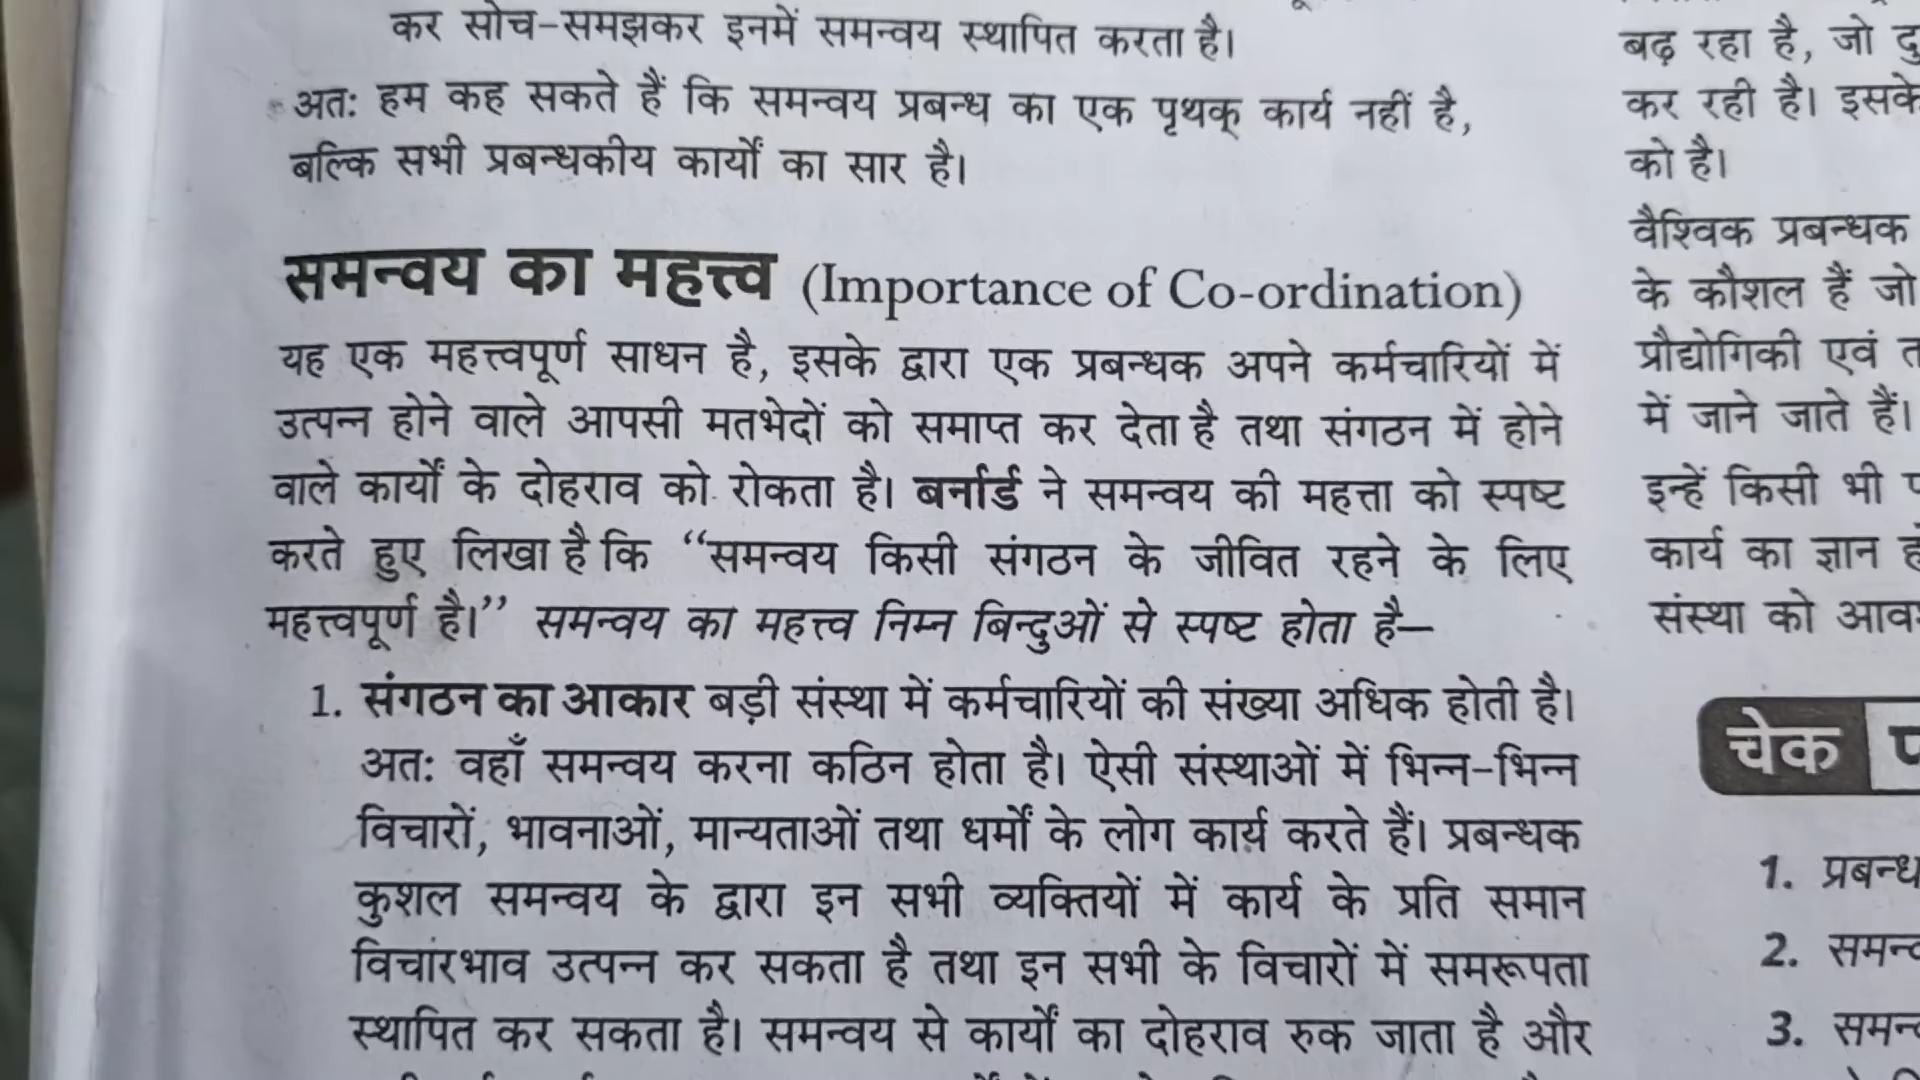 कर सोच-समझकर इनमें समन्वय स्थापित करता है।
अतः हम कह सकते हैं कि समन्वय प्रबन्ध का एक पृथक् कार्य नहीं है,
बल्कि सभी प्रबन्धकीय कार्यों का सार है।
समन्वय का महत्त्व (Importance of Co-ordination)
यह एक महत्त्वपूर्ण साधन है, इसके द्वारा एक प्रबन्धक अपने कर्मचारियों में
उत्पन्न होने वाले आपसी मतभेदों को समाप्त कर देता है तथा संगठन में होने
वाले कार्यों के दोहराव को रोकता है। बर्नार्ड ने समन्वय की महत्ता को स्पष्ट
करते हुए लिखा है कि “समन्वय किसी संगठन के जीवित रहने के लिए
महत्त्वपूर्ण है।” समन्वय का महत्त्व निम्न बिन्दुओं से स्पष्ट होता है—
1. संगठन का आकार बड़ी संस्था में कर्मचारियों की संख्या अधिक होती है।
अतः वहाँ समन्वय करना कठिन होता है। ऐसी संस्थाओं में भिन्न-भिन्न
विचारों, भावनाओं, मान्यताओं तथा धर्मों के लोग कार्य करते हैं। प्रबन्धक
कुशल समन्वय के द्वारा इन सभी व्यक्तियों में कार्य के प्रति समान
विचारभाव उत्पन्न कर सकता है तथा इन सभी के विचारों में समरूपता
स्थापित कर सकता है। समन्वय से कार्यों का दोहराव रुक जाता है और
बढ़ रहा है, जो
कर रही है। इसके
को है।
वैश्विक प्रबन्धक
के कौशल हैं जो
प्रौद्योगिकी एवं
में जाने जाते हैं।
इन्हें किसी भी
कार्य का ज्ञान
संस्था को
चेक
1. प्रबन्ध
2.
3.